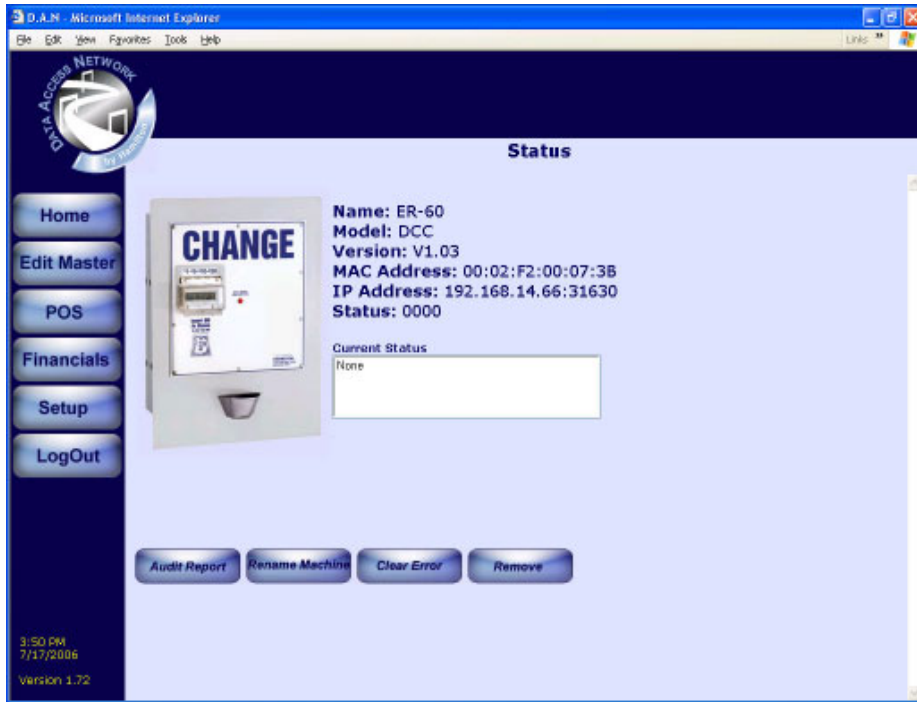 D.A.N - Microsoft Internet Explorer
File Edit View Favorites Tools Help
Links »
DATA ACCESS NETWORK
by Hamilton
Status
Home
Edit Master
POS
Financials
Setup
LogOut
CHANGE
Name: ER-60
Model: DCC
Version: V1.03
MAC Address: 00:02:F2:00:07:3B
IP Address: 192.168.14.66:31630
Status: 0000
Current Status
None
Audit Report
Rename Machine
Clear Error
Remove
3:50 PM
7/17/2006
Version 1.72